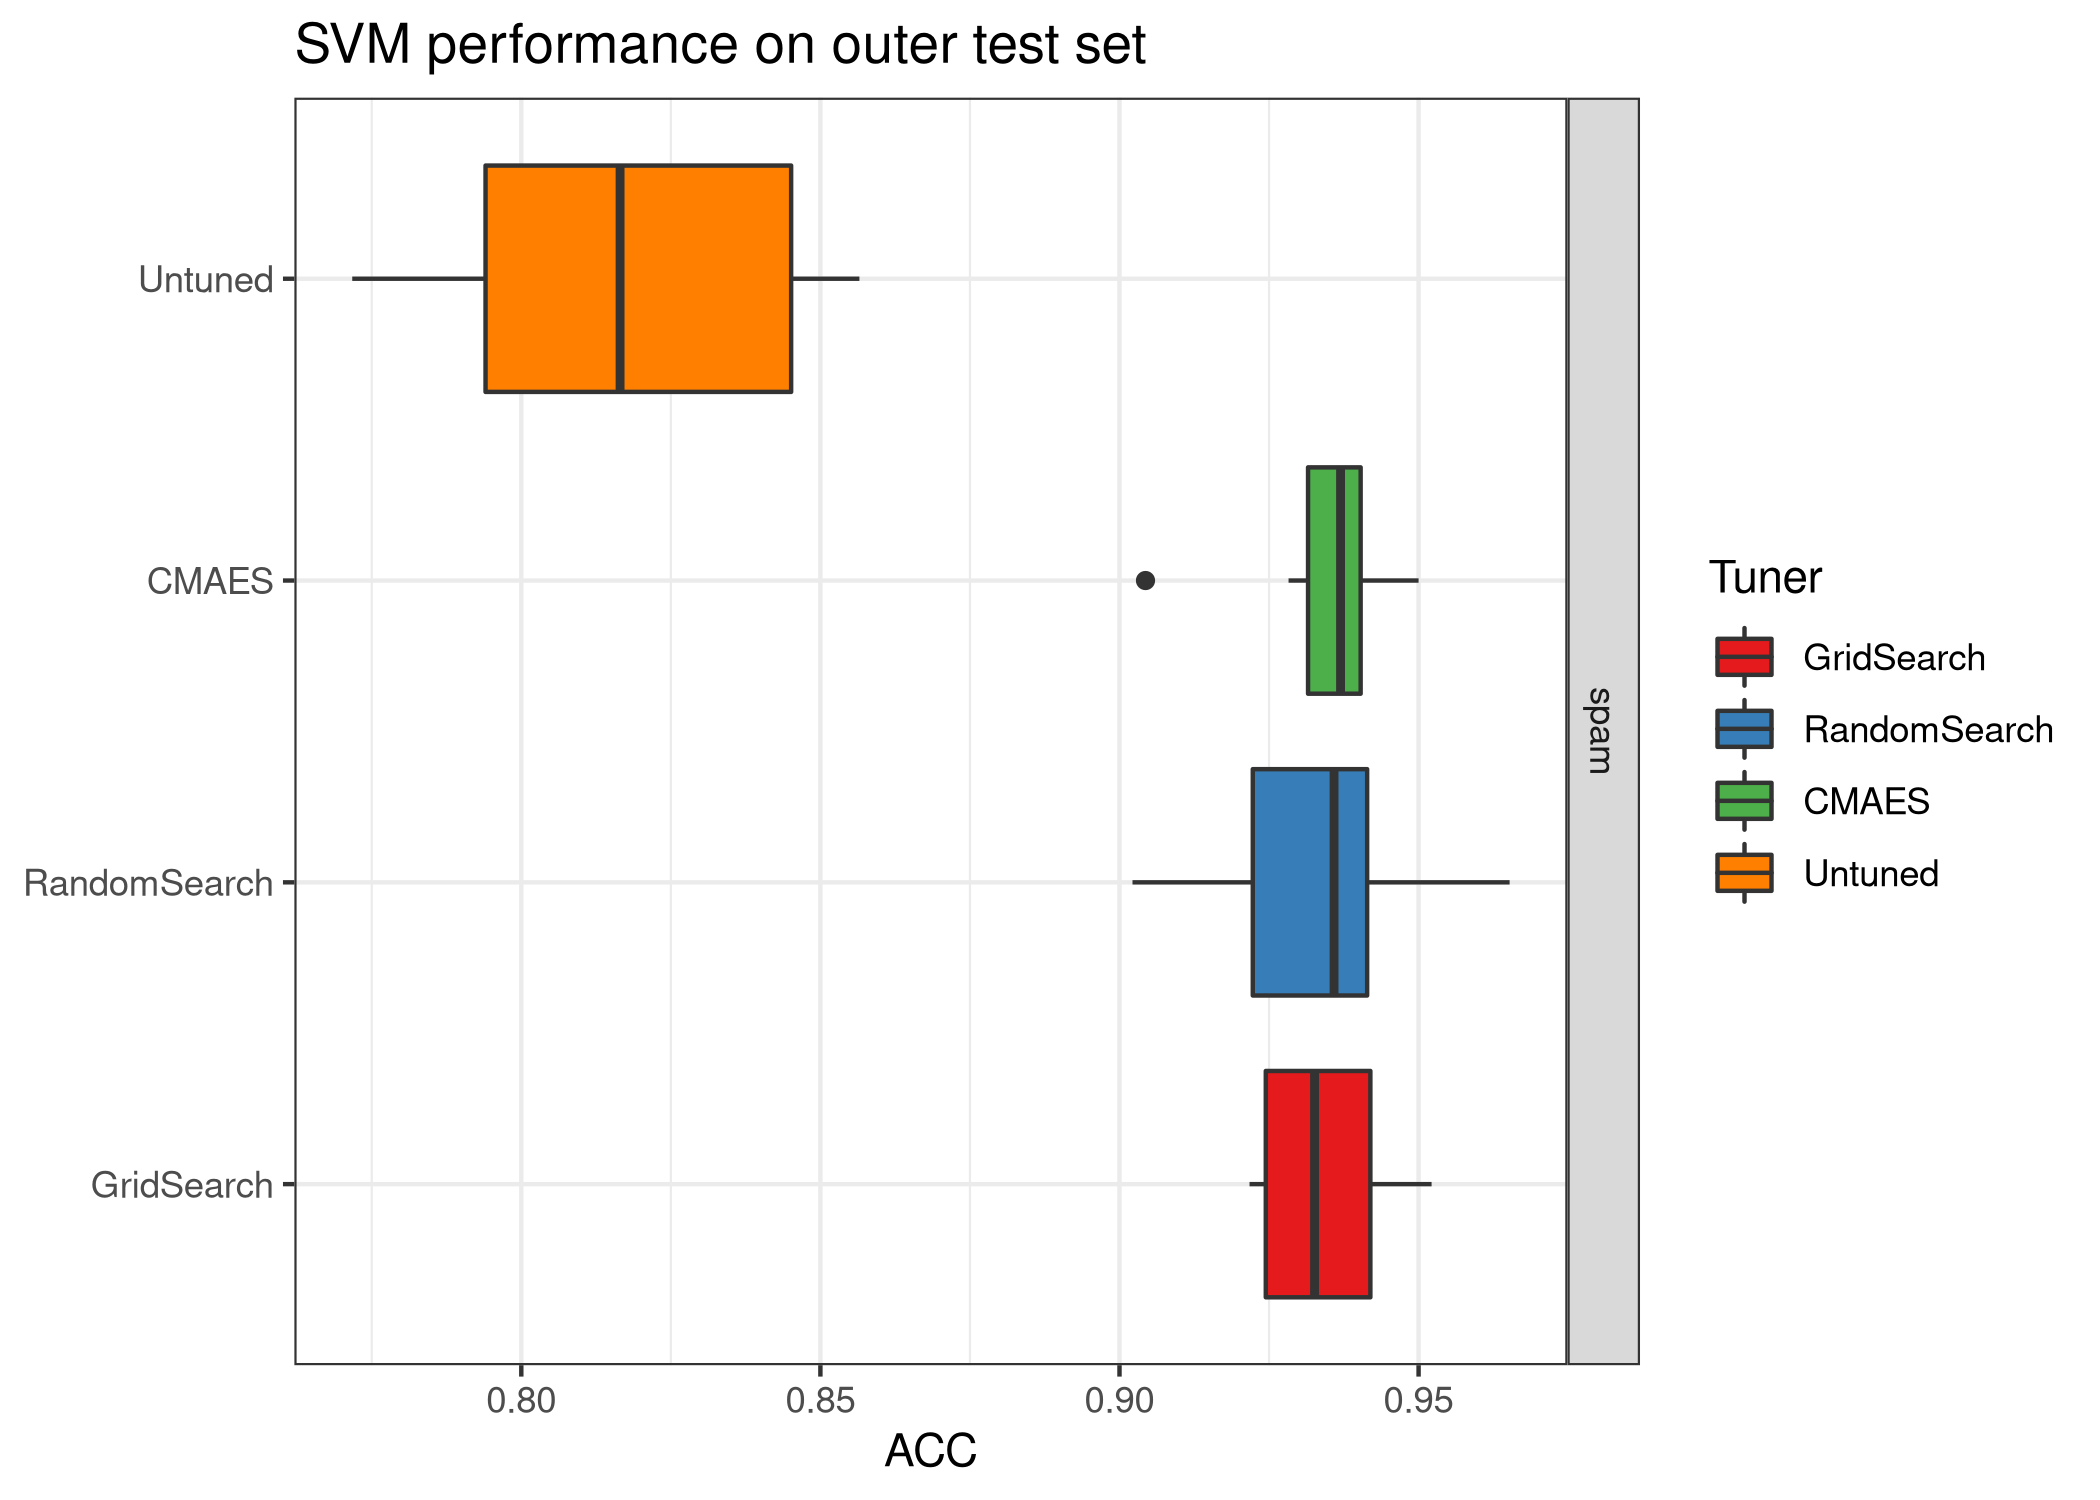 SVM performance on outer test set
Untuned
CMAES
RandomSearch
GridSearch
0.80
0.85
0.90
0.95
ACC
spam
Tuner
GridSearch
RandomSearch
CMAES
Untuned